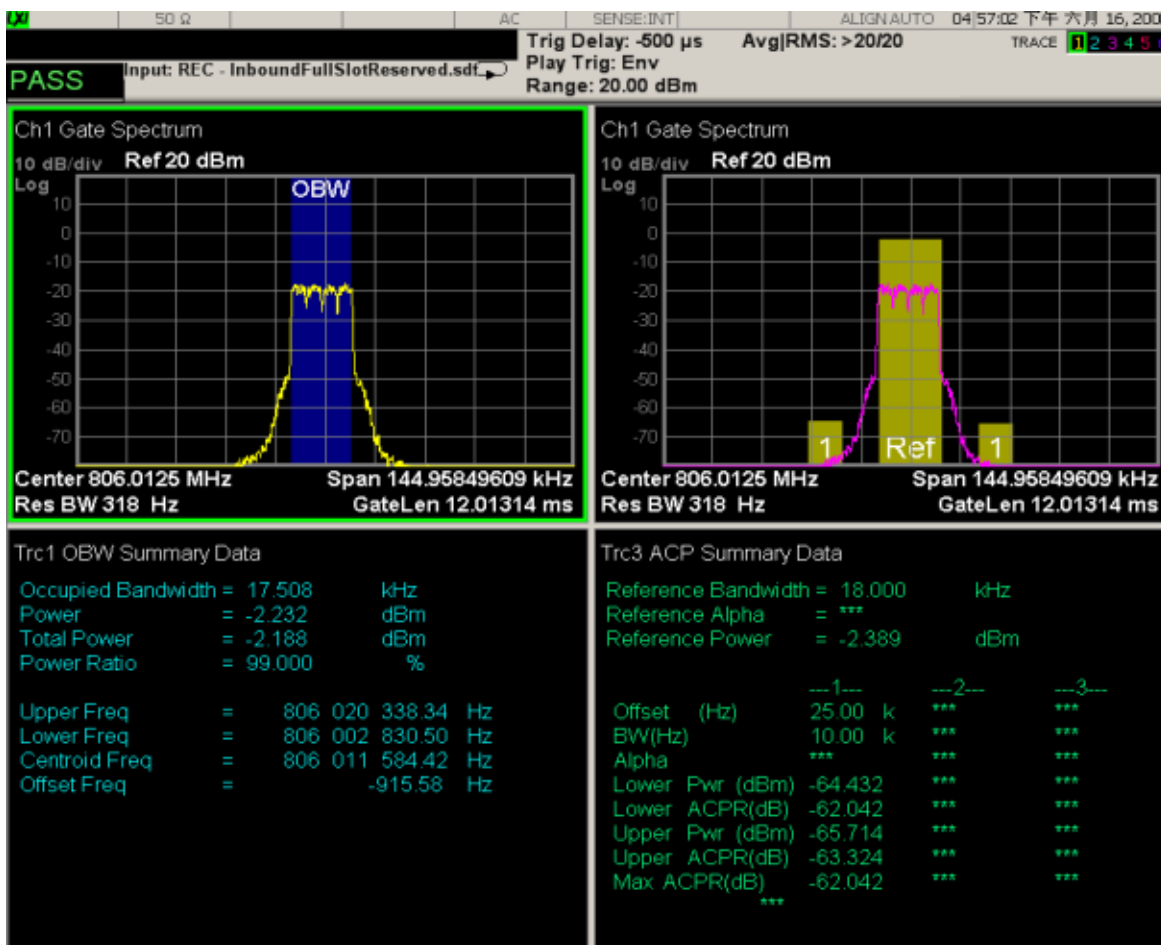 50 Ω AC SENSE:INT ALIGN AUTO 04:57:02 下午 六月 16, 200
Trig Delay: -500 µs Avg|RMS: >20/20 TRACE 1 2 3 4 5
PASS Input: REC - InboundFullSlotReserved.sdf Play Trig: Env
Range: 20.00 dBm
Ch1 Gate Spectrum
10 dB/div Ref 20 dBm
Log
OBW
10
0
-10
-20
-30
-40
-50
-60
-70
Center 806.0125 MHz Span 144.95849609 kHz
Res BW 318 Hz GateLen 12.01314 ms
Ch1 Gate Spectrum
10 dB/div Ref 20 dBm
Log
10
0
-10
-20
-30
-40
-50
-60
-70
1 Ref 1
Center 806.0125 MHz Span 144.95849609 kHz
Res BW 318 Hz GateLen 12.01314 ms
Trc1 OBW Summary Data
Occupied Bandwidth = 17.508 kHz
Power = -2.232 dBm
Total Power = -2.188 dBm
Power Ratio = 99.000 %
Upper Freq = 806 020 338.34 Hz
Lower Freq = 806 002 830.50 Hz
Centroid Freq = 806 011 584.42 Hz
Offset Freq = -915.58 Hz
Trc3 ACP Summary Data
Reference Bandwidth = 18.000 kHz
Reference Alpha = ***
Reference Power = -2.389 dBm
---1--- ---2--- ---3---
Offset (Hz) 25.00 k *** ***
BW(Hz) 10.00 k *** ***
Alpha *** *** ***
Lower Pwr (dBm) -64.432 *** ***
Lower ACPR(dB) -62.042 *** ***
Upper Pwr (dBm) -65.714 *** ***
Upper ACPR(dB) -63.324 *** ***
Max ACPR(dB) -62.042 *** ***
***